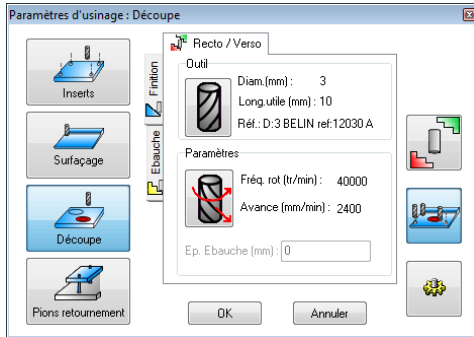 Paramètres d'usinage : Découpe
Inserts
Surfaçage
Découpe
Pions retournement
Finition
Ebauche
Recto / Verso
Outil
Diam.(mm) : 3
Long.utile (mm) : 10
Réf.: D:3 BELIN ref:12030 A
Paramètres
Fréq. rot (tr/min) : 40000
Avance (mm/min) : 2400
Ep. Ebauche (mm) : 0
OK
Annuler